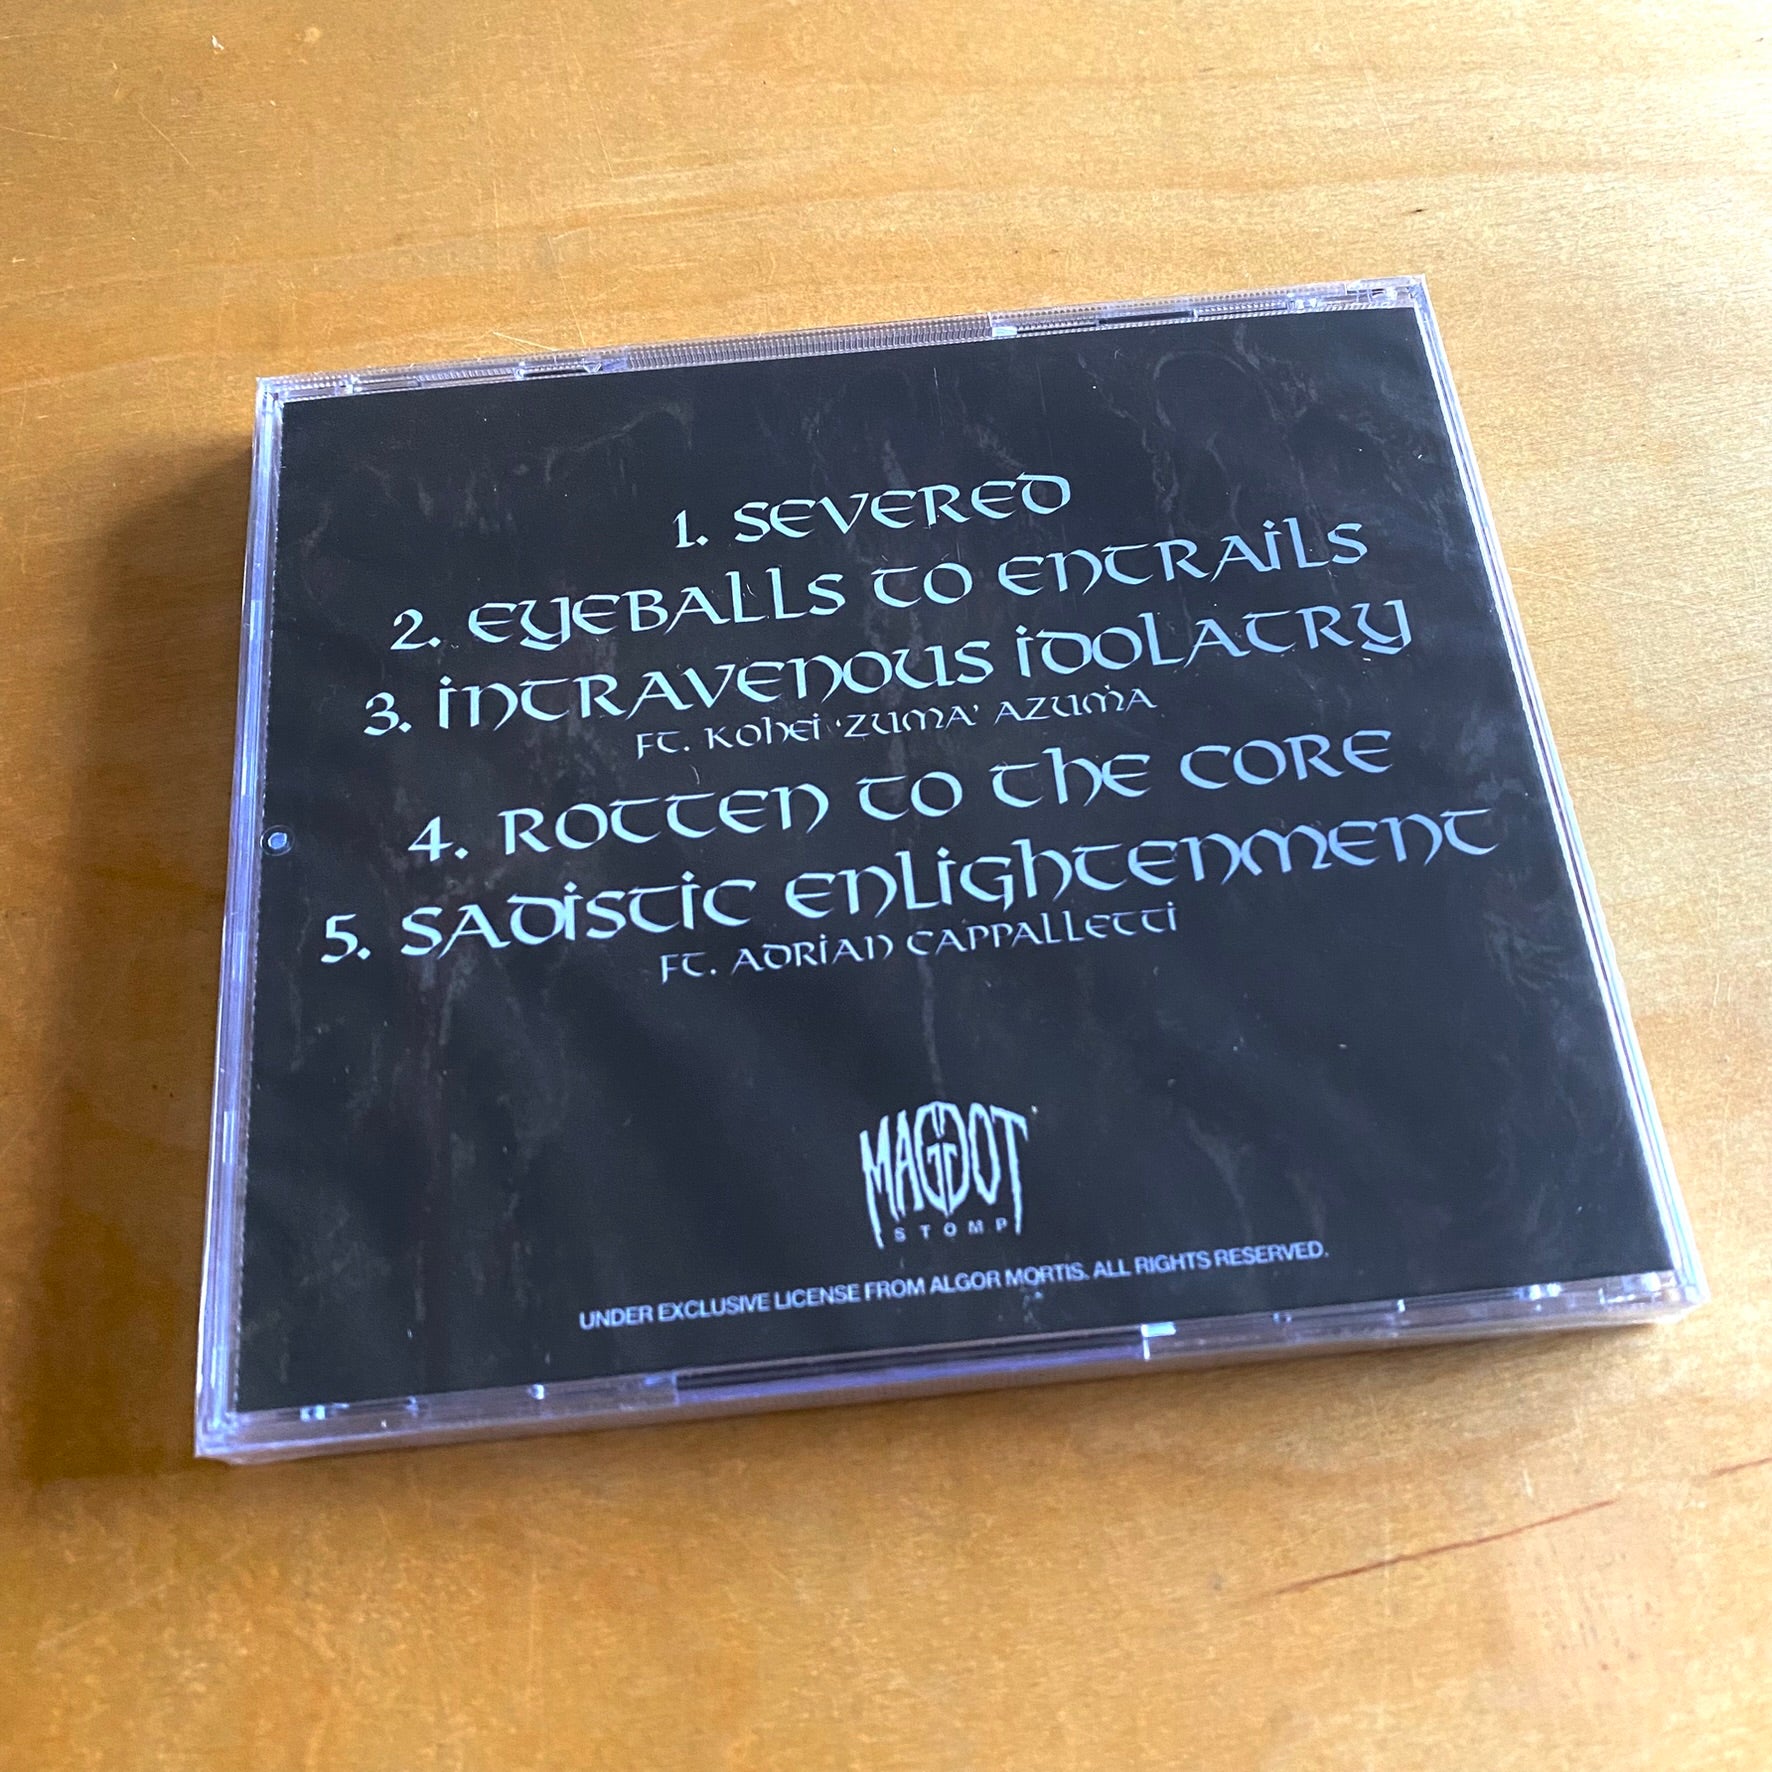 1. SEVERED
2. EYEBALLS TO ENTRAILS
3. INTRAVENOUS IDOLATRY
FT. KOHEI 'ZUMA' AZUMA
4. ROTTEN TO THE CORE
5. SADISTIC ENLIGHTENMENT
FT. ADRIAN CAPPALLETTI
MAGGOT
STOMP
UNDER EXCLUSIVE LICENSE FROM ALGOR MORTIS. ALL RIGHTS RESERVED.